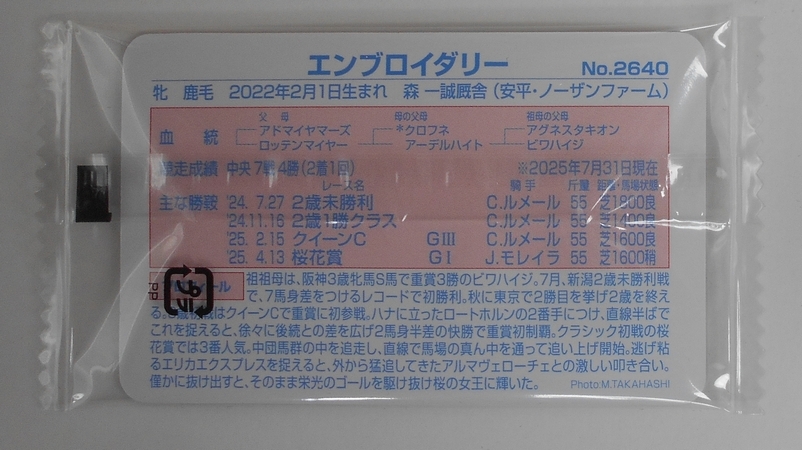 エンブロイダリー No.2640
牝 鹿毛 2022年2月1日生まれ 森 一誠厩舎(安平・ノーザンファーム)
父 母 母の父母 祖母の父母
血 統 アドマイヤマーズ *クロフネ アグネスタキオン
ロッテンマイヤー アーデルハイト ビワハイジ
走成績 中央7戦4勝(2着1回) ※2025年7月31日現在
レース名 騎手 斤量 距離・馬場状態
主な勝鞍 '24. 7.27 2歳未勝利 C.ルメール 55 芝1800良
'24.11.16 2歳1勝クラス C.ルメール 55 芝1400良
'25. 2.15 クイーンC GⅢ C.ルメール 55 芝1600良
'25. 4.13 桜花賞 GⅠ J.モレイラ 55 芝1600稍
プラ PP
祖祖母は、阪神3歳牝馬S馬で重賞3勝のビワハイジ。7月、新潟2歳未勝利戦
で、7馬身差をつけるレコードで初勝利。秋に東京で2勝目を挙げ2歳を終え
る。3歳初戦はクイーンCで重賞に初参戦。ハナに立ったロートホルンの2番手につけ、直線半ばで
これを捉えると、徐々に後続との差を広げ2馬身半差の快勝で重賞初制覇。クラシック初戦の桜
花賞では3番人気。中団馬群の中を追走し、直線で馬場の真ん中を通って追い上げ開始。逃げ粘
るエリカエクスプレスを捉えると、外から猛追してきたアルマヴェローチェとの激しい叩き合い。
僅かに抜け出すと、そのまま栄光のゴールを駆け抜け桜の女王に輝いた。 Photo:M.TAKAHASHI